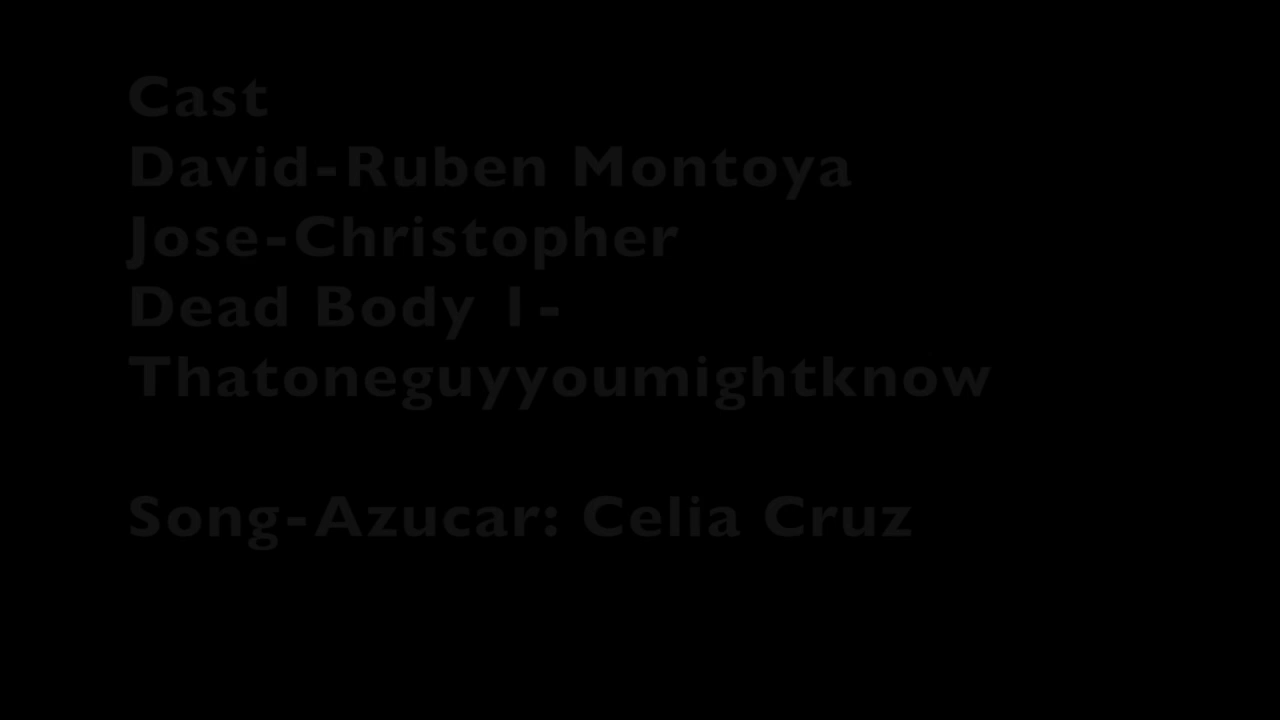 Cast
David-Ruben Montoya
Jose-Christopher
Dead Body 1-
Thatoneguyyoumightknow
Song-Azucar: Celia Cruz